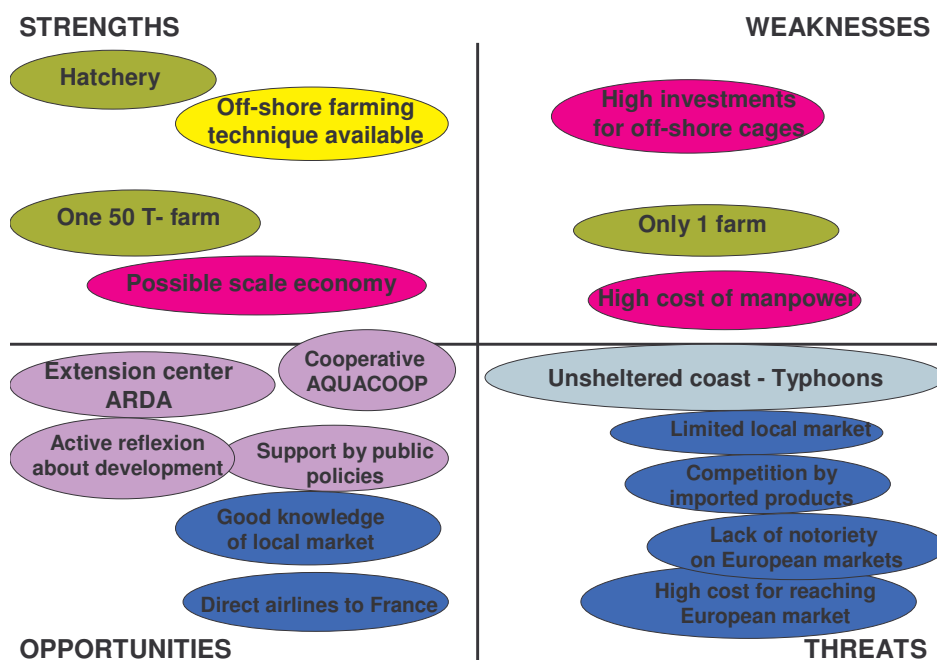 STRENGTHS
WEAKNESSES
Hatchery
Off-shore farming
technique available
One 50 T- farm
Possible scale economy
High investments
for off-shore cages
Only 1 farm
High cost of manpower
Extension center
ARDA
Cooperative
AQUACOOP
Active reflexion
about development
Support by public
policies
Good knowledge
of local market
Direct airlines to France
Unsheltered coast - Typhoons
Limited local market
Competition by
imported products
Lack of notoriety
on European markets
High cost for reaching
European market
OPPORTUNITIES
THREATS